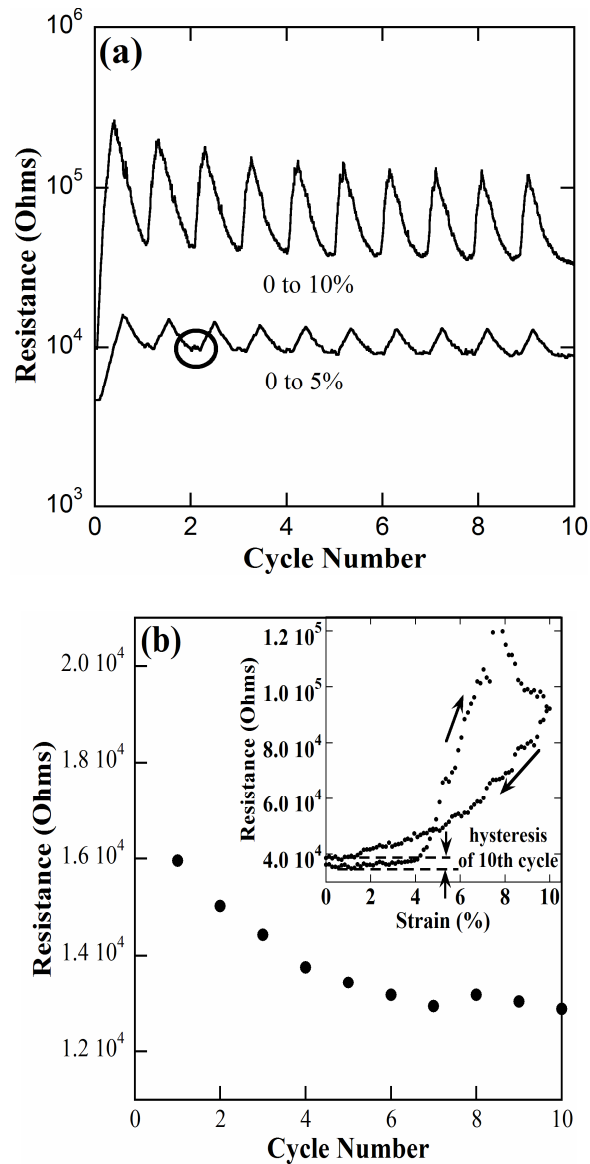 (a)
10^6
10^5
10^4
10^3
Resistance (Ohms)
0 to 10%
0 to 5%
0 2 4 6 8 10
Cycle Number
(b)
2.0 10^4
1.8 10^4
1.6 10^4
1.4 10^4
1.2 10^4
Resistance (Ohms)
0 2 4 6 8 10
Cycle Number
1.2 10^5
1.0 10^5
8.0 10^4
6.0 10^4
4.0 10^4
Resistance (Ohms)
hysteresis
of 10th cycle
0 2 4 6 8 10
Strain (%)